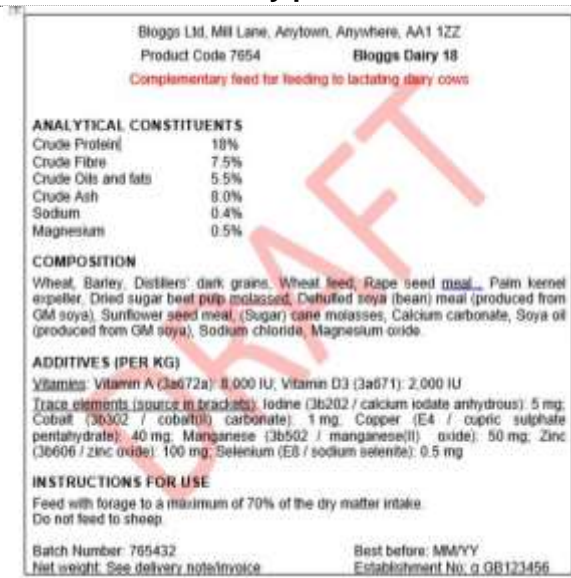 Bloggs Ltd, Mill Lane, Anytown, Anywhere, AA1 1ZZ
Product Code 7654 Bloggs Dairy 18
Complementary feed for feeding to lactating dairy cows
ANALYTICAL CONSTITUENTS
Crude Protein 18%
Crude Fibre 7.5%
Crude Oils and fats 5.5%
Crude Ash 8.0%
Sodium 0.4%
Magnesium 0.5%
COMPOSITION
Wheat, Barley, Distillers' dark grains, Wheat feed, Rape seed meal, Palm kernel
expeller, Dried sugar beet pulp molassed, Dehulled soya (bean) meal (produced from
GM soya), Sunflower seed meal, (Sugar) cane molasses, Calcium carbonate, Soya oil
(produced from GM soya), Sodium chloride, Magnesium oxide.
ADDITIVES (PER KG)
Vitamins: Vitamin A (3a672a): 8,000 IU; Vitamin D3 (3a671): 2,000 IU
Trace elements (source in brackets): Iodine (3b202 / calcium iodate anhydrous): 5 mg;
Cobalt (3b302 / cobalt(II) carbonate): 1 mg; Copper (E4 / cupric sulphate
pentahydrate): 40 mg; Manganese (3b502 / manganese(II) oxide): 50 mg; Zinc
(3b606 / zinc oxide): 100 mg; Selenium (E8 / sodium selenite): 0.5 mg
INSTRUCTIONS FOR USE
Feed with forage to a maximum of 70% of the dry matter intake.
Do not feed to sheep.
Batch Number: 765432 Best before: MM/YY
Net weight: See delivery note/invoice Establishment No: α GB123456
DRAFT